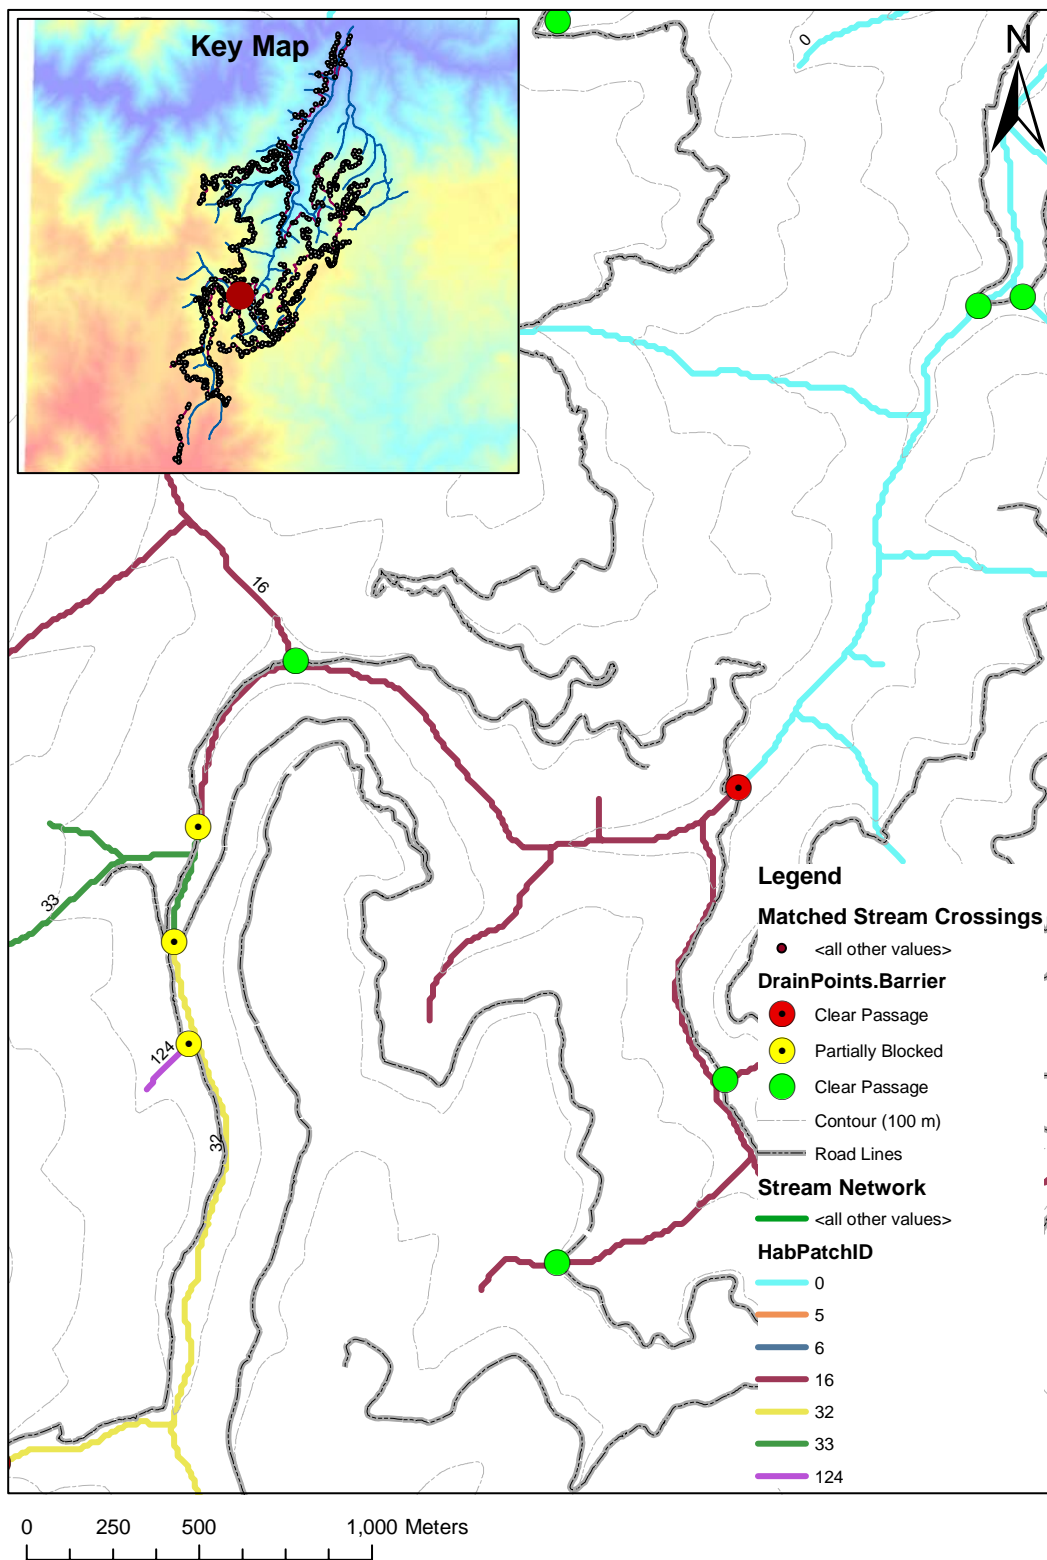 Key Map
0
N
16
33
124
32
Legend
Matched Stream Crossings
<all other values>
DrainPoints.Barrier
Clear Passage
Partially Blocked
Clear Passage
Contour (100 m)
Road Lines
Stream Network
<all other values>
HabPatchID
0
5
6
16
32
33
124
0 250 500 1,000 Meters